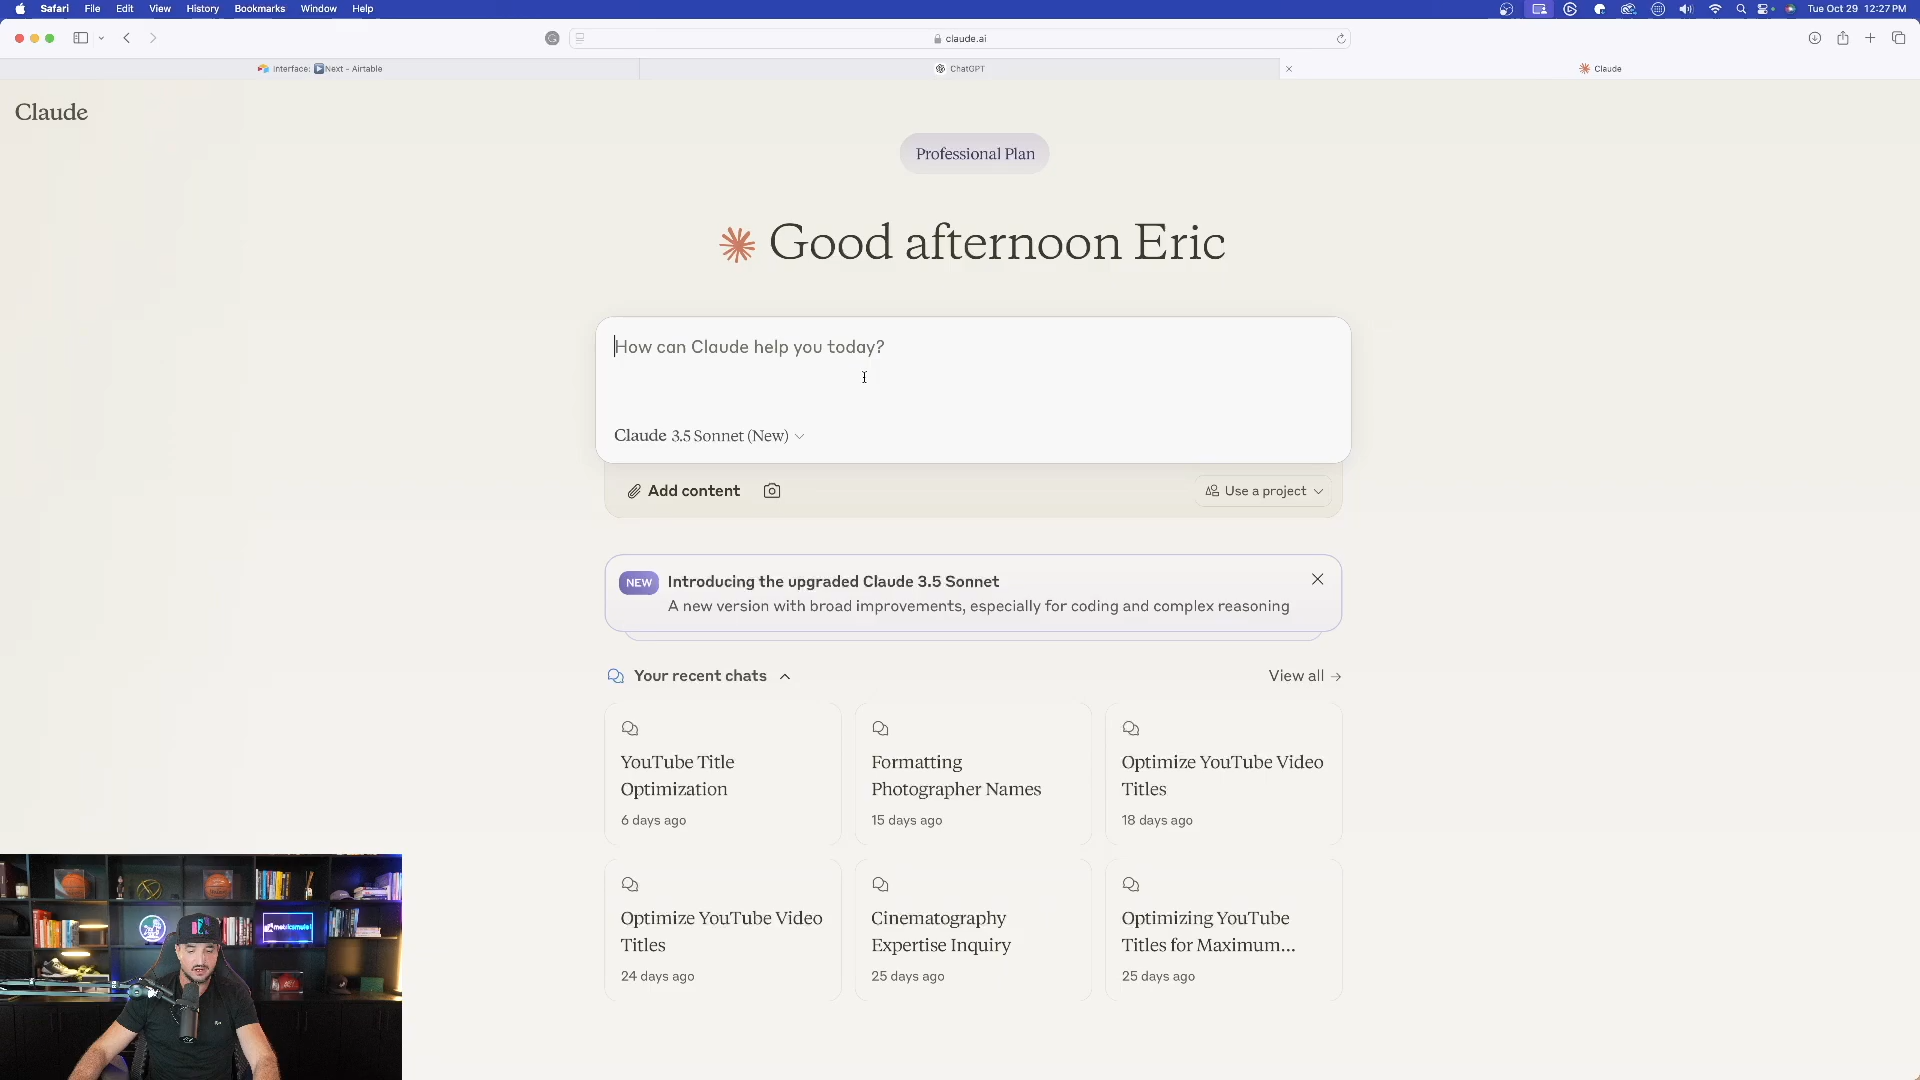 Safari File Edit View History Bookmarks Window Help Tue Oct 29 12:27 PM
claude.ai
Interface: Next - Airtable
ChatGPT
Claude
Claude
Professional Plan
Good afternoon Eric
How can Claude help you today?
Claude 3.5 Sonnet (New)
Add content
Use a project
NEW Introducing the upgraded Claude 3.5 Sonnet
A new version with broad improvements, especially for coding and complex reasoning
Your recent chats
View all →
YouTube Title
Optimization
6 days ago
Formatting
Photographer Names
15 days ago
Optimize YouTube Video
Titles
18 days ago
Optimize YouTube Video
Titles
24 days ago
Cinematography
Expertise Inquiry
25 days ago
Optimizing YouTube
Titles for Maximum...
25 days ago